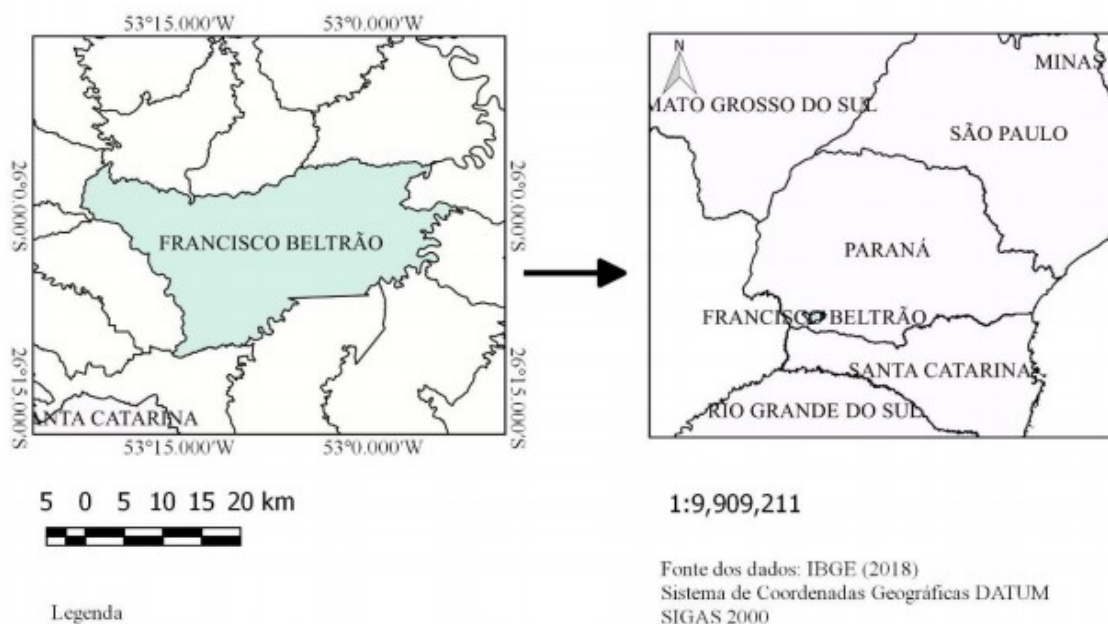 53°15.000'W 53°0.000'W
26°0.000'S 26°0.000'S
FRANCISCO BELTRÃO
26°15.000'S 26°15.000'S
ANTA CATARINA
53°15.000'W 53°0.000'W
5 0 5 10 15 20 km
Legenda
N
MINAS
MATO GROSSO DO SUL
SÃO PAULO
PARANÁ
FRANCISCO BELTRÃO
SANTA CATARINA
RIO GRANDE DO SUL
1:9,909,211
Fonte dos dados: IBGE (2018)
Sistema de Coordenadas Geográficas DATUM
SIGAS 2000